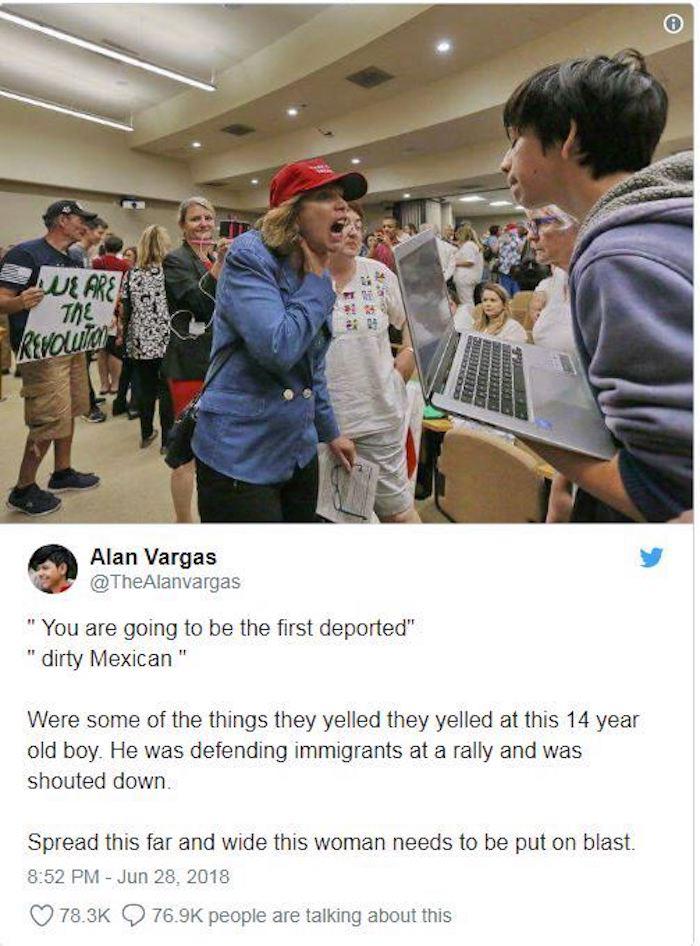 WE ARE
THE
REVOLUTION
Alan Vargas
@TheAlanvargas
" You are going to be the first deported"
" dirty Mexican "
Were some of the things they yelled they yelled at this 14 year
old boy. He was defending immigrants at a rally and was
shouted down.
Spread this far and wide this woman needs to be put on blast.
8:52 PM - Jun 28, 2018
78.3K 76.9K people are talking about this